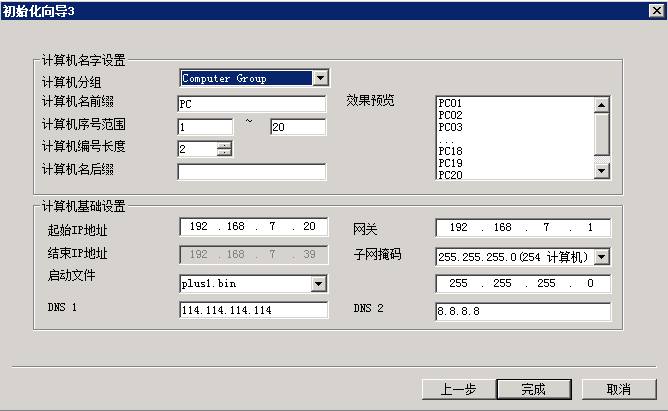 初始化向导3
计算机名字设置
计算机分组 Computer Group
计算机名前缀 PC 效果预览
计算机序号范围 1 ~ 20
计算机编号长度 2
计算机名后缀
PC01
PC02
PC03
...
PC18
PC19
PC20
计算机基础设置
起始IP地址 192 . 168 . 7 . 20 网关 192 . 168 . 7 . 1
结束IP地址 192 . 168 . 7 . 39 子网掩码 255.255.255.0(254 计算机)
启动文件 plus1.bin 255 . 255 . 255 . 0
DNS 1 114.114.114.114 DNS 2 8.8.8.8
上一步 完成 取消